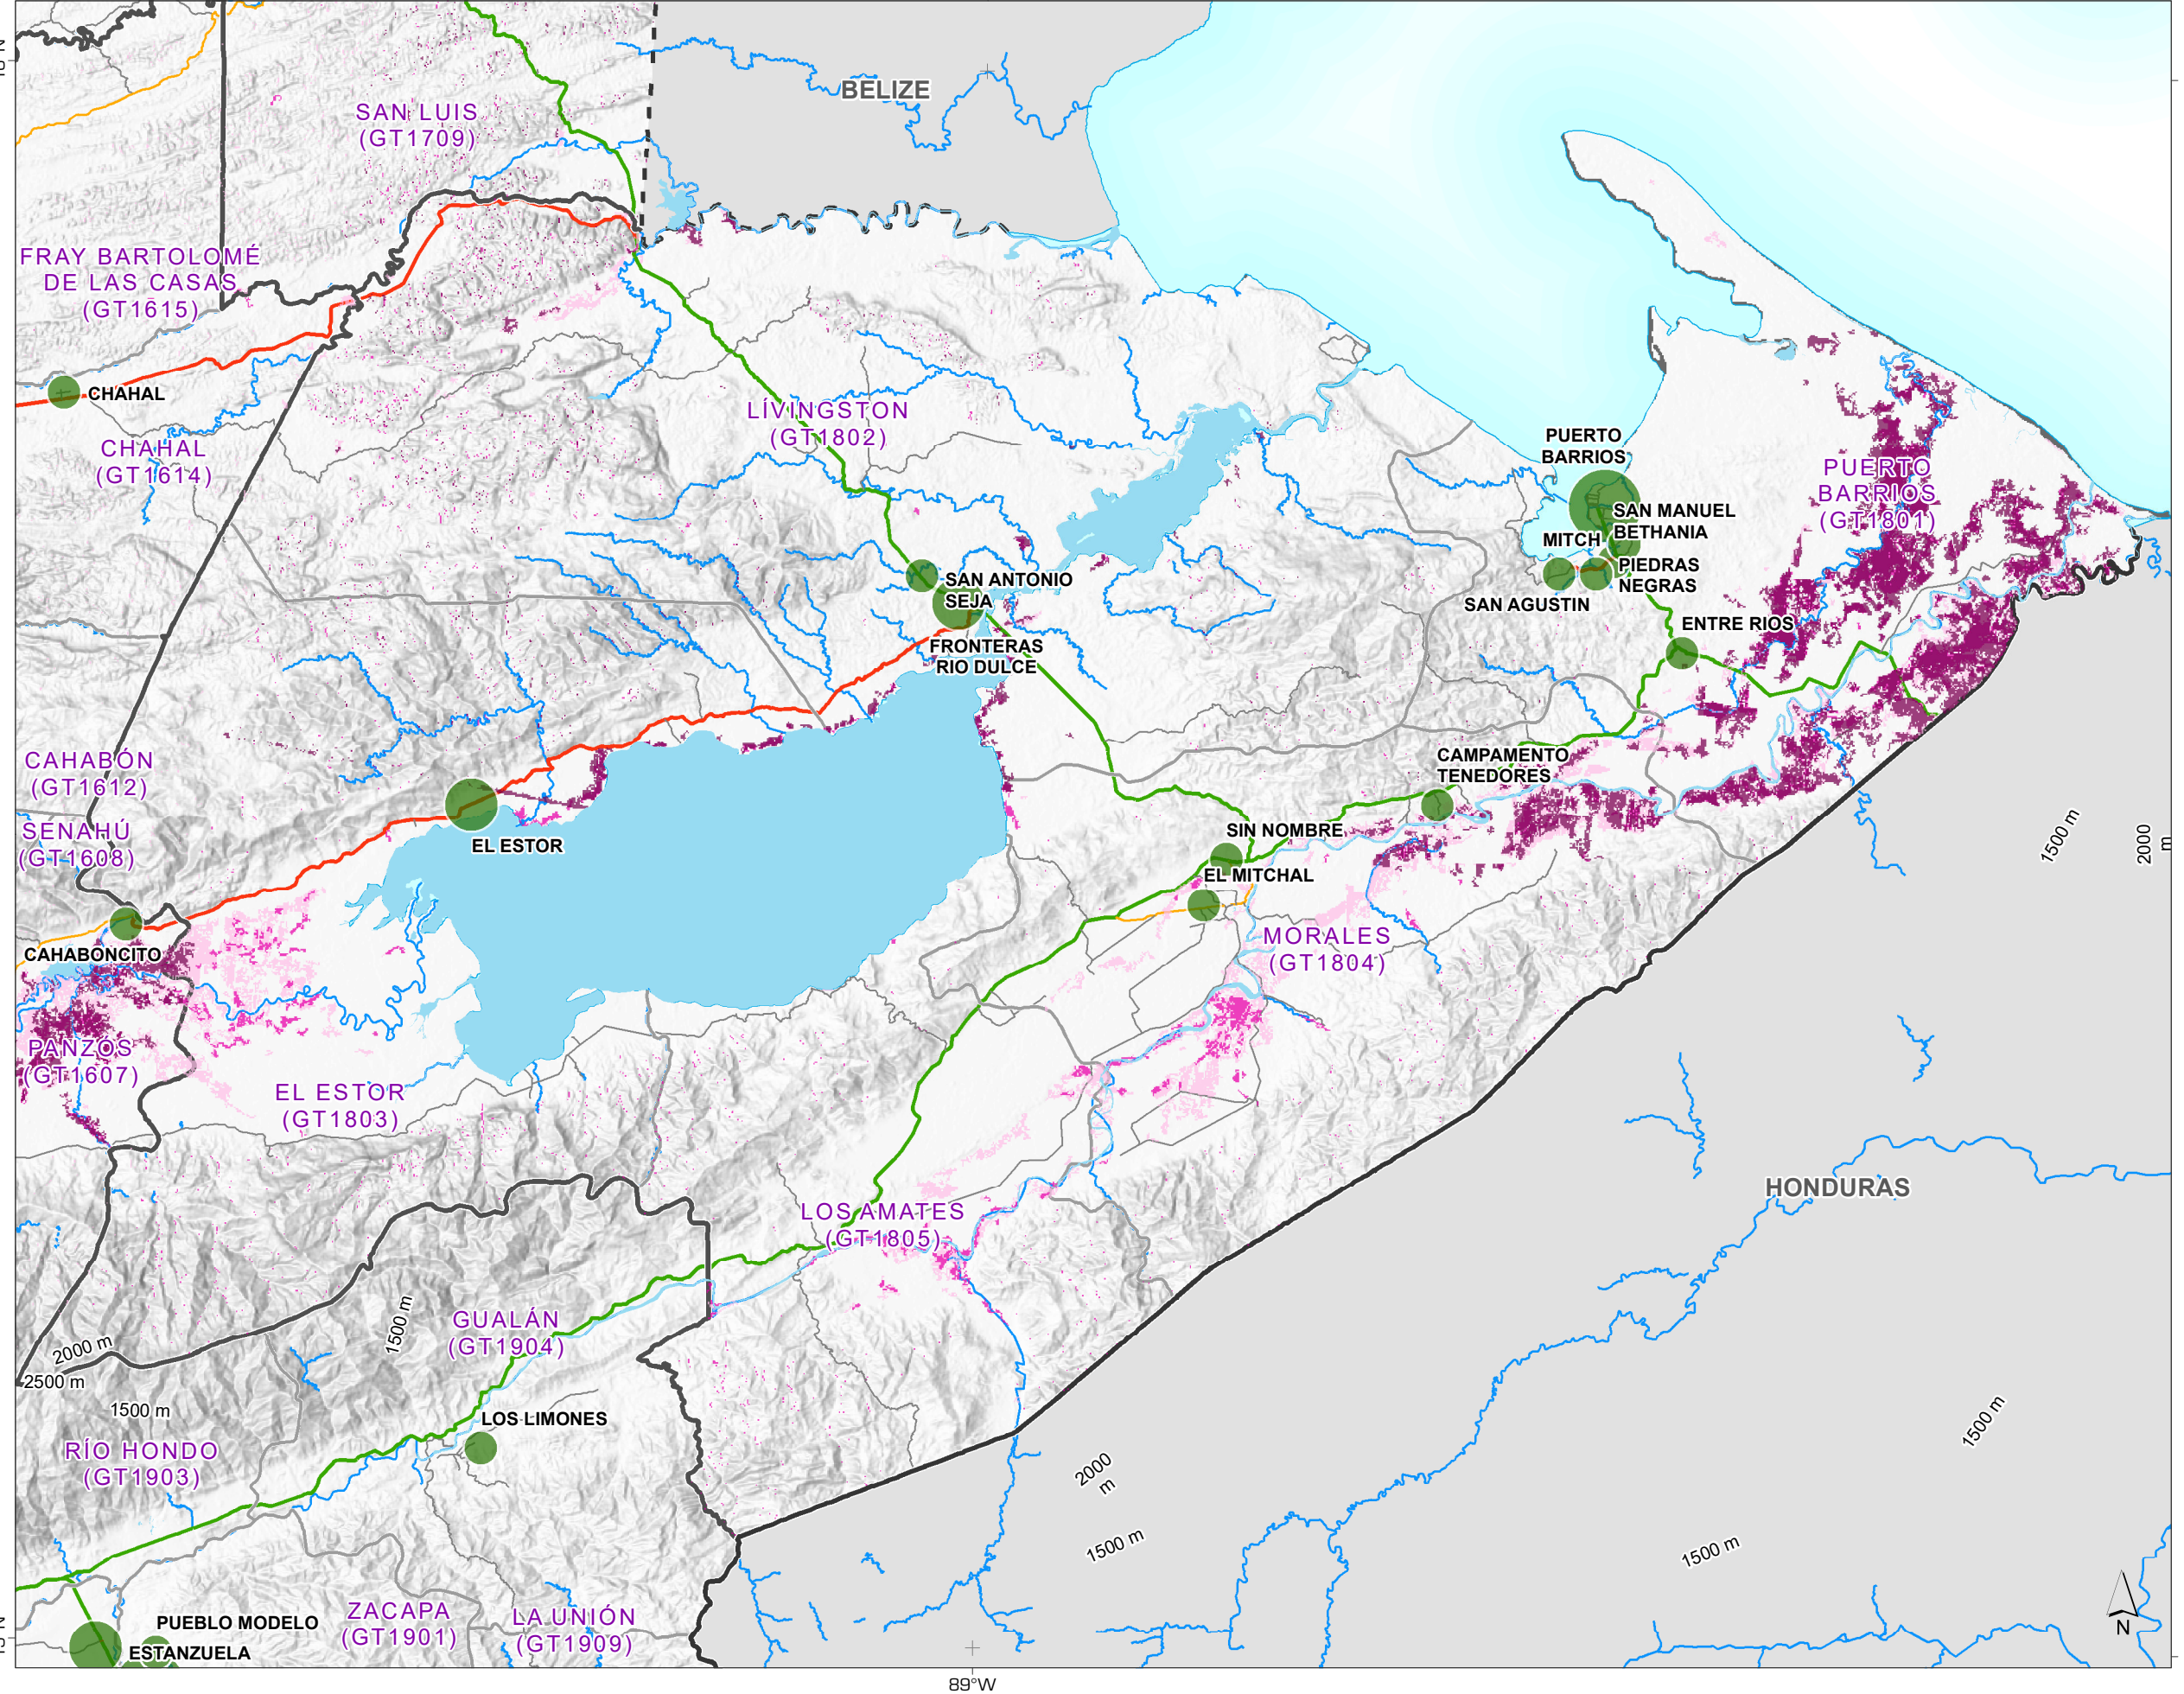 BELIZE
SAN LUIS
(GT1709)
FRAY BARTOLOMÉ
DE LAS CASAS
(GT1615)
CHAHAL
CHAHAL
(GT1614)
LÍVINGSTON
(GT1802)
PUERTO
BARRIOS
PUERTO
BARRIOS
(GT1801)
SAN MANUEL
BETHANIA
MITCH
PIEDRAS
NEGRAS
SAN AGUSTIN
ENTRE RIOS
SAN ANTONIO
SEJA
FRONTERAS
RIO DULCE
CAHABÓN
(GT1612)
SENAHÚ
(GT1608)
EL ESTOR
CAMPAMENTO
TENEDORES
SIN NOMBRE
EL MITCHAL
1500 m
2000
m
CAHABONCITO
MORALES
(GT1804)
PANZÓS
(GT1607)
EL ESTOR
(GT1803)
HONDURAS
LOS AMATES
(GT1805)
GUALÁN
(GT1904)
1500 m
2000 m
2500 m
1500 m
LOS LIMONES
RÍO HONDO
(GT1903)
2000
m
1500 m
1500 m
1500 m
PUEBLO MODELO
ESTANZUELA
ZACAPA
(GT1901)
LA UNIÓN
(GT1909)
N
89°W